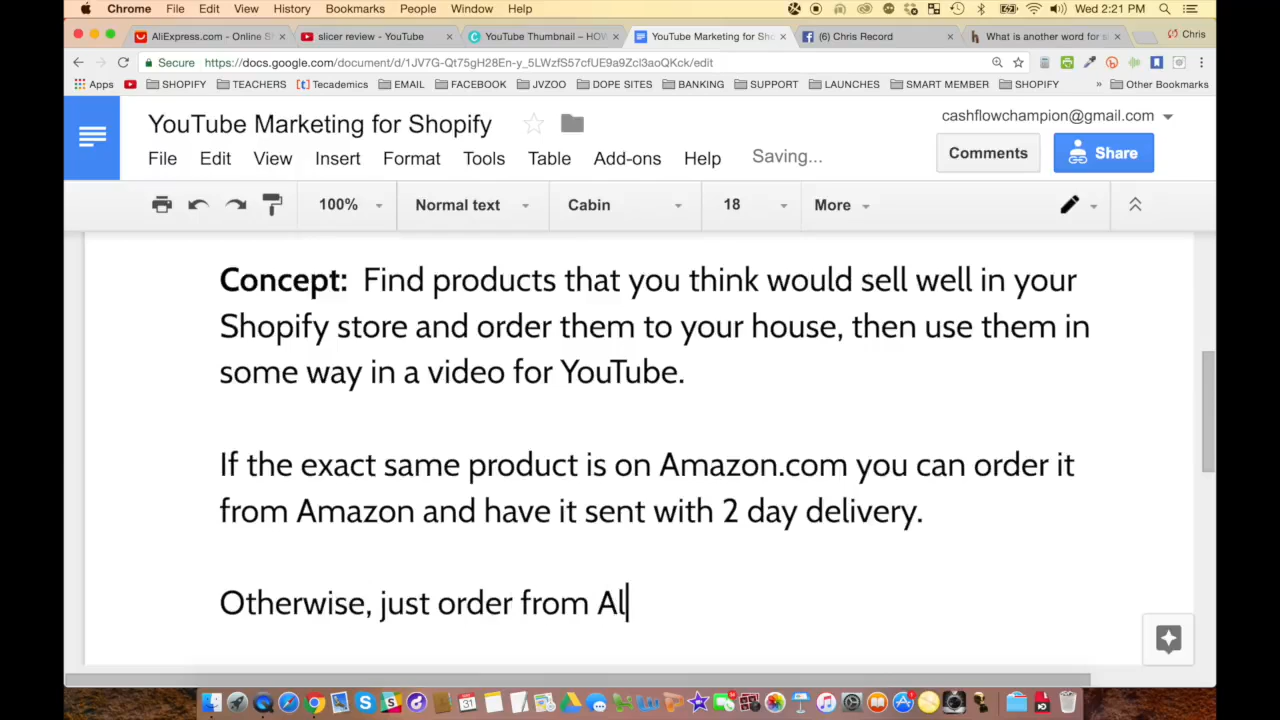 Chrome File Edit View History Bookmarks People Window Help Wed 2:21 PM
AliExpress.com - Online Sh slicer review - YouTube YouTube Thumbnail – HOW YouTube Marketing for Sho (6) Chris Record What is another word for si Chris
Secure https://docs.google.com/document/d/1JV7G-Qt75gH28En-y_5LWzfS57cfUE9a9Zcl3aoQKck/edit
Apps SHOPIFY TEACHERS Tecademics EMAIL FACEBOOK JVZOO DOPE SITES BANKING SUPPORT LAUNCHES SMART MEMBER SHOPIFY » Other Bookmarks
YouTube Marketing for Shopify cashflowchampion@gmail.com
File Edit View Insert Format Tools Table Add-ons Help Saving... Comments Share
100% Normal text Cabin 18 More
Concept: Find products that you think would sell well in your
Shopify store and order them to your house, then use them in
some way in a video for YouTube.
If the exact same product is on Amazon.com you can order it
from Amazon and have it sent with 2 day delivery.
Otherwise, just order from Al